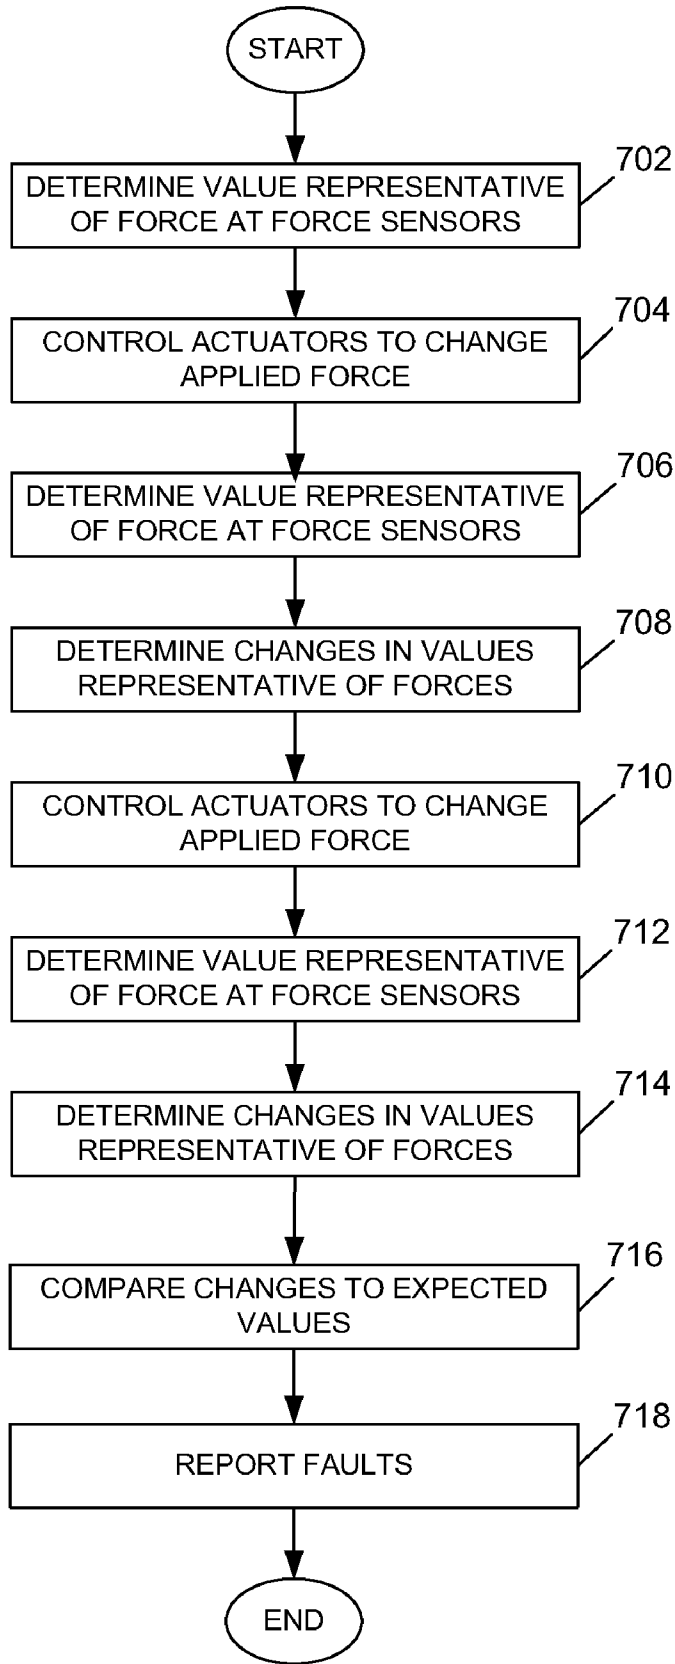 START
702
DETERMINE VALUE REPRESENTATIVE
OF FORCE AT FORCE SENSORS
704
CONTROL ACTUATORS TO CHANGE
APPLIED FORCE
706
DETERMINE VALUE REPRESENTATIVE
OF FORCE AT FORCE SENSORS
708
DETERMINE CHANGES IN VALUES
REPRESENTATIVE OF FORCES
710
CONTROL ACTUATORS TO CHANGE
APPLIED FORCE
712
DETERMINE VALUE REPRESENTATIVE
OF FORCE AT FORCE SENSORS
714
DETERMINE CHANGES IN VALUES
REPRESENTATIVE OF FORCES
716
COMPARE CHANGES TO EXPECTED
VALUES
718
REPORT FAULTS
END